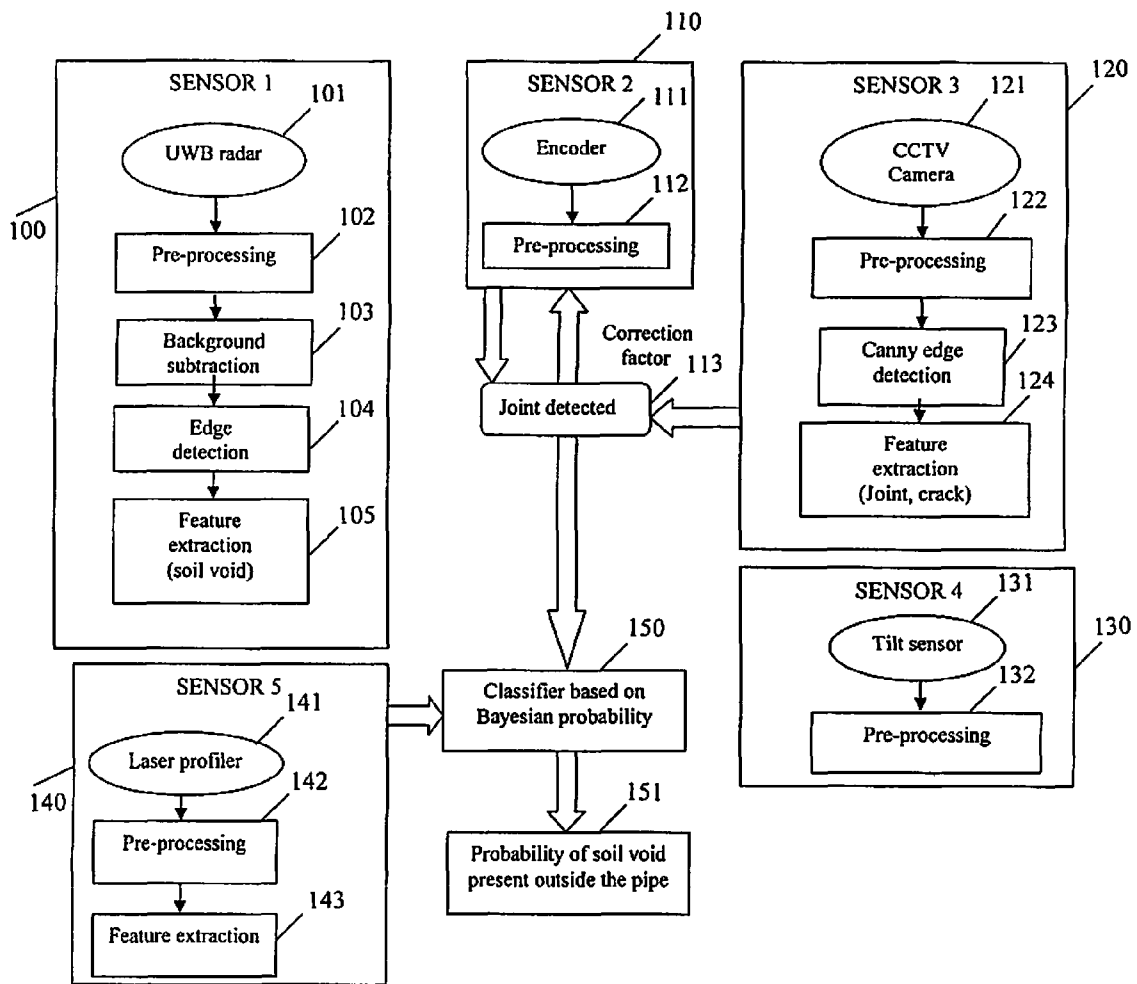 110
SENSOR 1
101
UWB radar
100
102
Pre-processing
103
Background
subtraction
104
Edge
detection
105
Feature
extraction
(soil void)
SENSOR 2
111
Encoder
112
Pre-processing
Correction
factor
113
Joint detected
SENSOR 3
121
120
CCTV
Camera
122
Pre-processing
123
Canny edge
detection
124
Feature
extraction
(Joint, crack)
SENSOR 4
131
130
Tilt sensor
132
Pre-processing
SENSOR 5
141
Laser profiler
140
142
Pre-processing
143
Feature extraction
150
Classifier based on
Bayesian probability
151
Probability of soil void
present outside the pipe